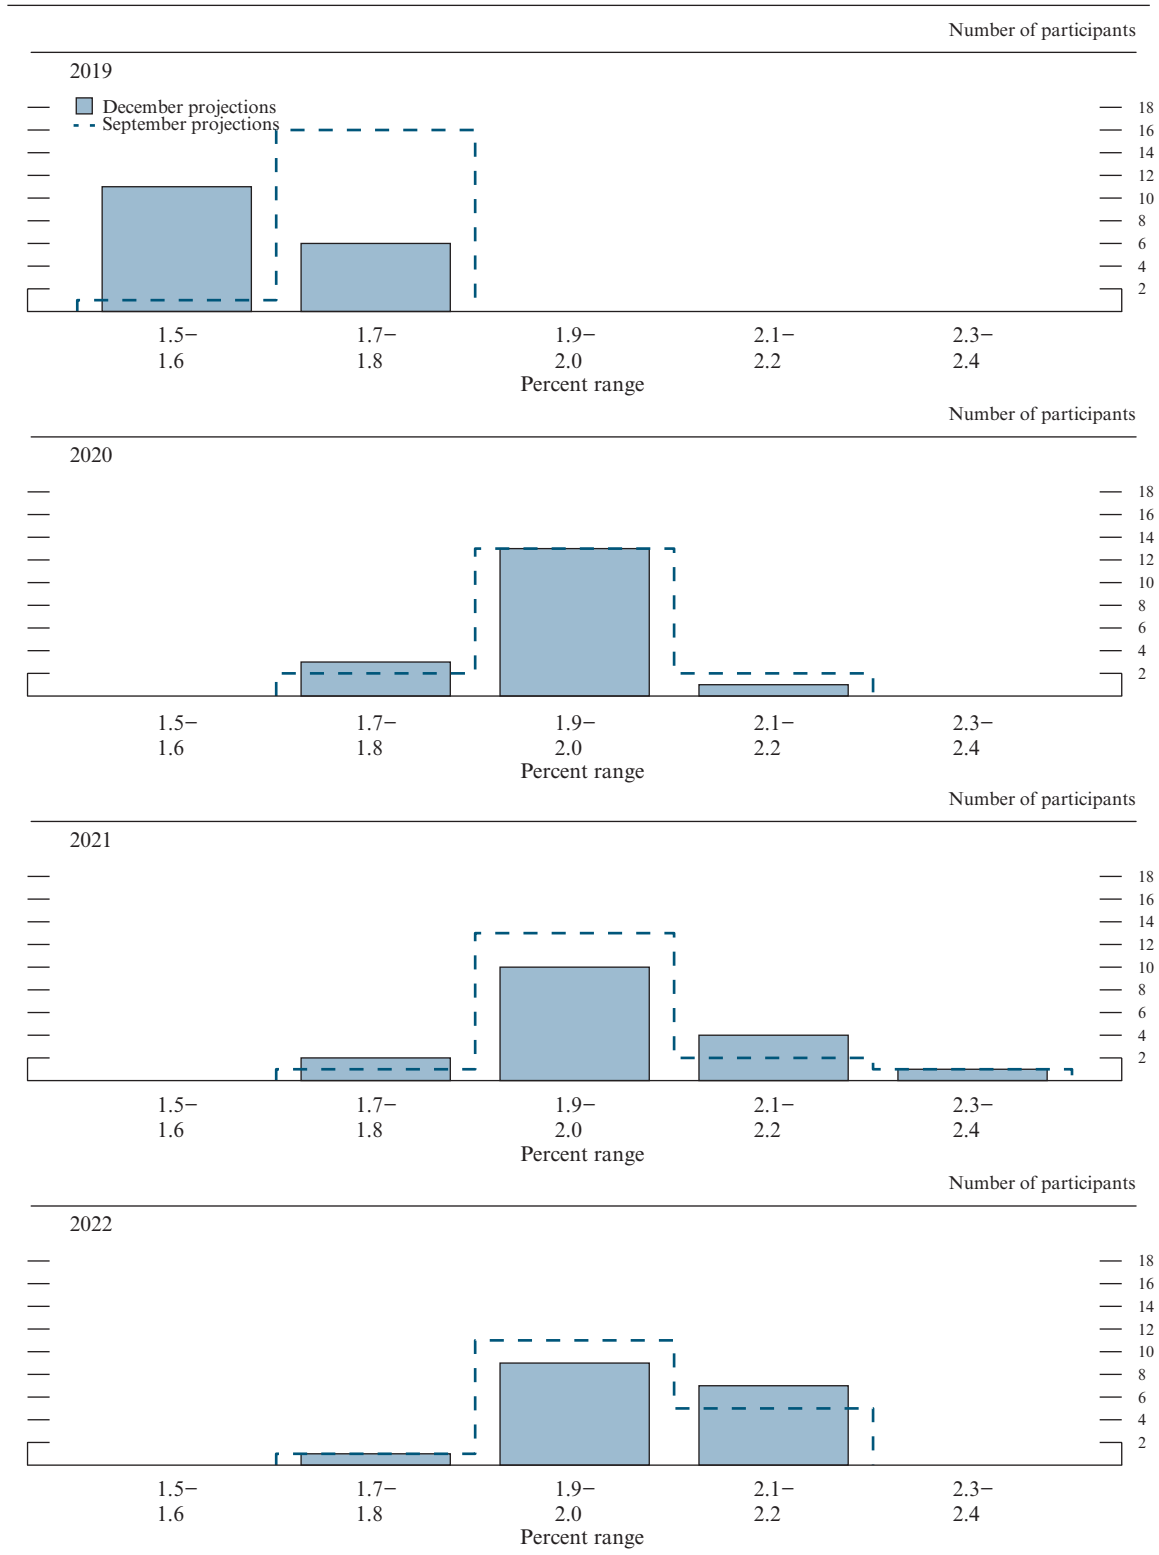 Number of participants
2019
December projections
September projections
18
16
14
12
10
8
6
4
2
1.5− 1.7− 1.9− 2.1− 2.3−
1.6 1.8 2.0 2.2 2.4
Percent range
Number of participants
2020
18
16
14
12
10
8
6
4
2
1.5− 1.7− 1.9− 2.1− 2.3−
1.6 1.8 2.0 2.2 2.4
Percent range
Number of participants
2021
18
16
14
12
10
8
6
4
2
1.5− 1.7− 1.9− 2.1− 2.3−
1.6 1.8 2.0 2.2 2.4
Percent range
Number of participants
2022
18
16
14
12
10
8
6
4
2
1.5− 1.7− 1.9− 2.1− 2.3−
1.6 1.8 2.0 2.2 2.4
Percent range